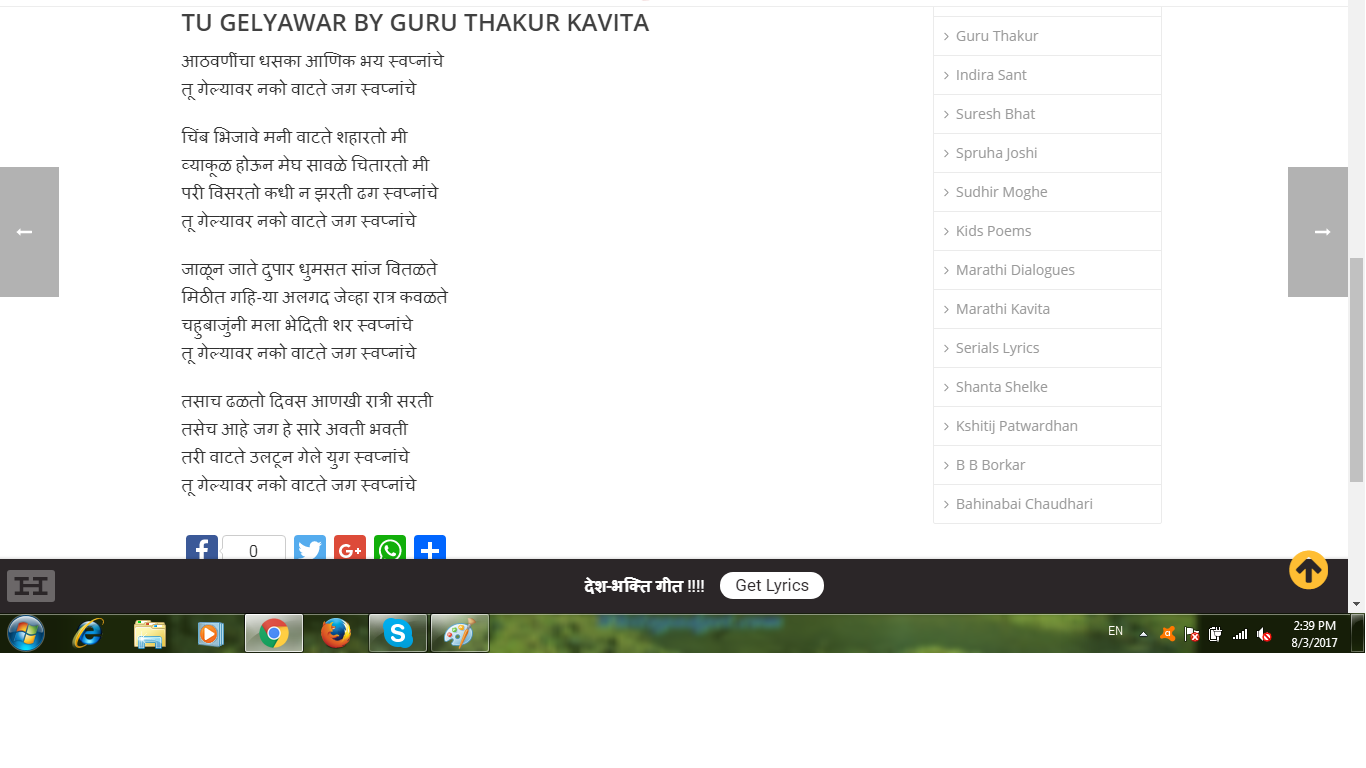 TU GELYAWAR BY GURU THAKUR KAVITA
आठवणींचा धसका आणिक भय स्वप्नांचे
तू गेल्यावर नको वाटते जग स्वप्नांचे
चिंब भिजावे मनी वाटते शहारतो मी
व्याकूळ होऊन मेघ सावळे चितारतो मी
परी विसरतो कधी न झरती ढग स्वप्नांचे
तू गेल्यावर नको वाटते जग स्वप्नांचे
जाळून जाते दुपार धुमसत सांज वितळते
मिठीत गहि-या अलगद जेव्हा रात्र कवळते
चहुबाजुंनी मला भेदिती शर स्वप्नांचे
तू गेल्यावर नको वाटते जग स्वप्नांचे
तसाच ढळतो दिवस आणखी रात्री सरती
तसेच आहे जग हे सारे अवती भवती
तरी वाटते उलटून गेले युग स्वप्नांचे
तू गेल्यावर नको वाटते जग स्वप्नांचे
0
Guru Thakur
Indira Sant
Suresh Bhat
Spruha Joshi
Sudhir Moghe
Kids Poems
Marathi Dialogues
Marathi Kavita
Serials Lyrics
Shanta Shelke
Kshitij Patwardhan
B B Borkar
Bahinabai Chaudhari
देश-भक्ति गीत !!!! Get Lyrics
EN
2:39 PM
8/3/2017